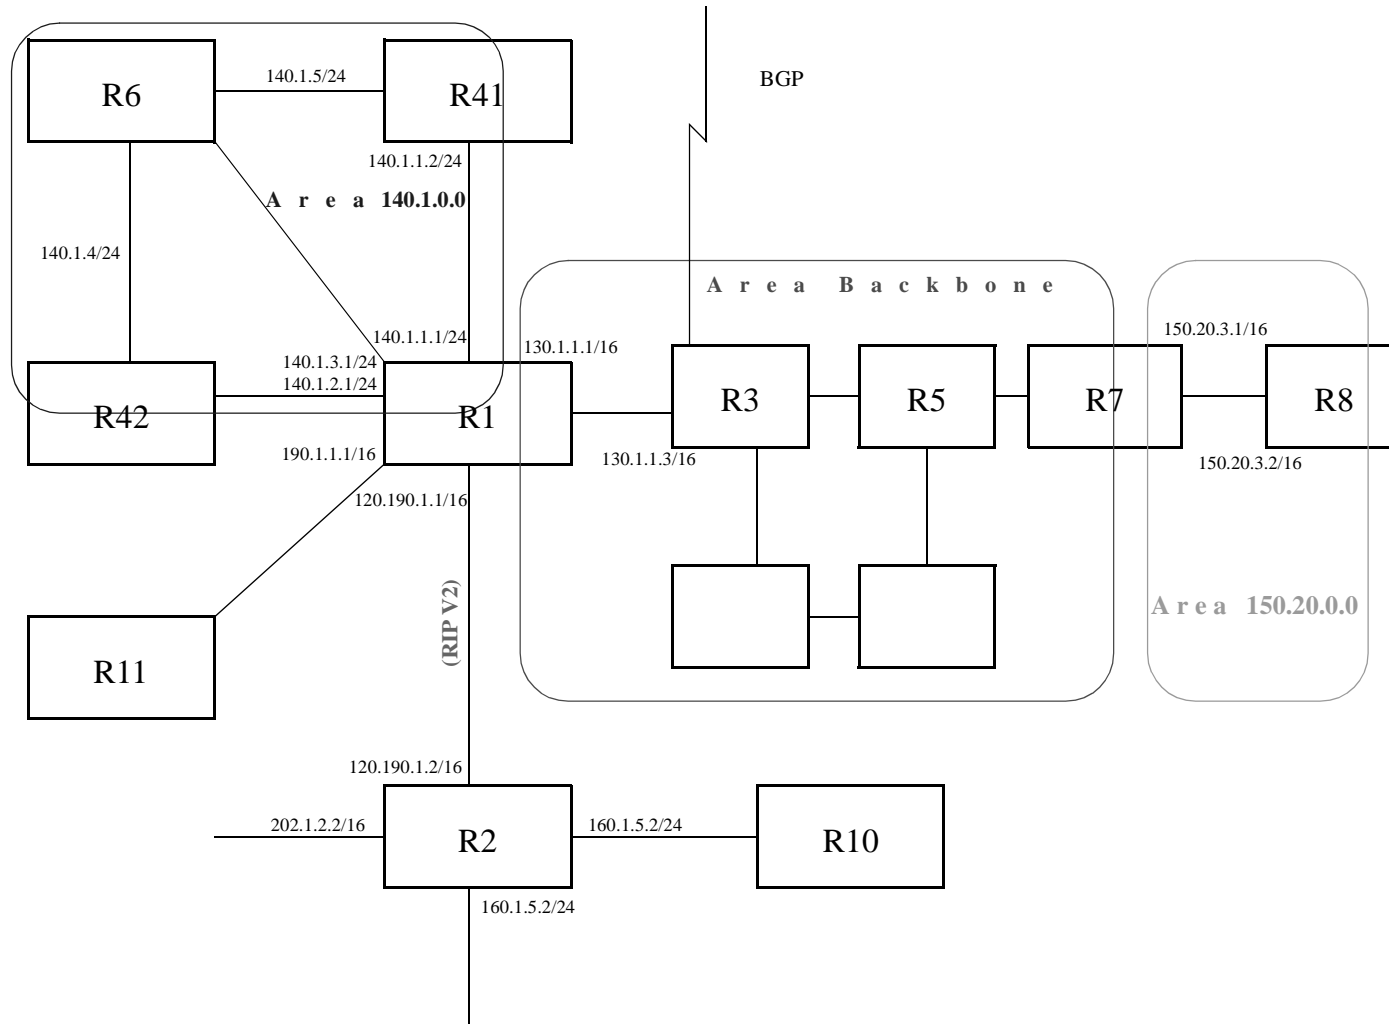 BGP
R6
140.1.5/24
R41
140.1.1.2/24
Area 140.1.0.0
140.1.4/24
Area Backbone
140.1.1.1/24
130.1.1.1/16
150.20.3.1/16
140.1.3.1/24
140.1.2.1/24
R42
R1
R3
R5
R7
R8
190.1.1.1/16
130.1.1.3/16
150.20.3.2/16
120.190.1.1/16
(RIP V2)
Area 150.20.0.0
R11
120.190.1.2/16
202.1.2.2/16
R2
160.1.5.2/24
R10
160.1.5.2/24